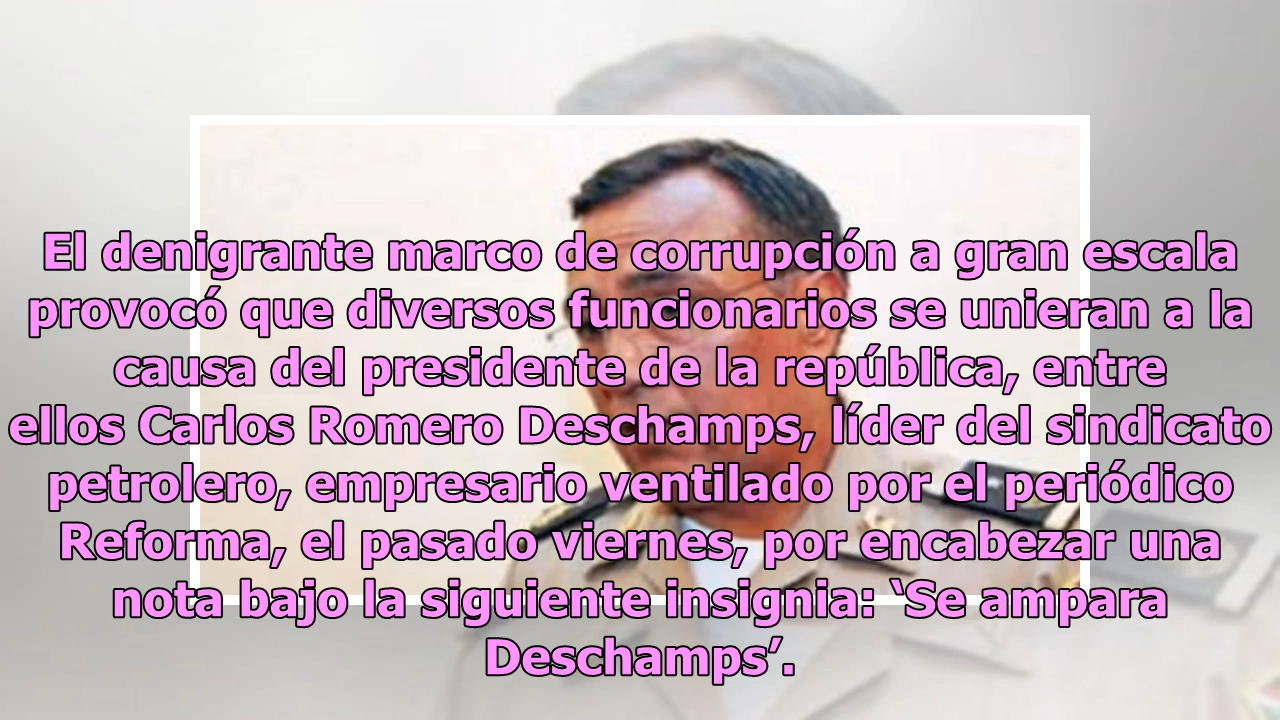 El denigrante marco de corrupción a gran escala
provocó que diversos funcionarios se unieran a la
causa del presidente de la república, entre
ellos Carlos Romero Deschamps, líder del sindicato
petrolero, empresario ventilado por el periódico
Reforma, el pasado viernes, por encabezar una
nota bajo la siguiente insignia: ‘Se ampara
Deschamps’.